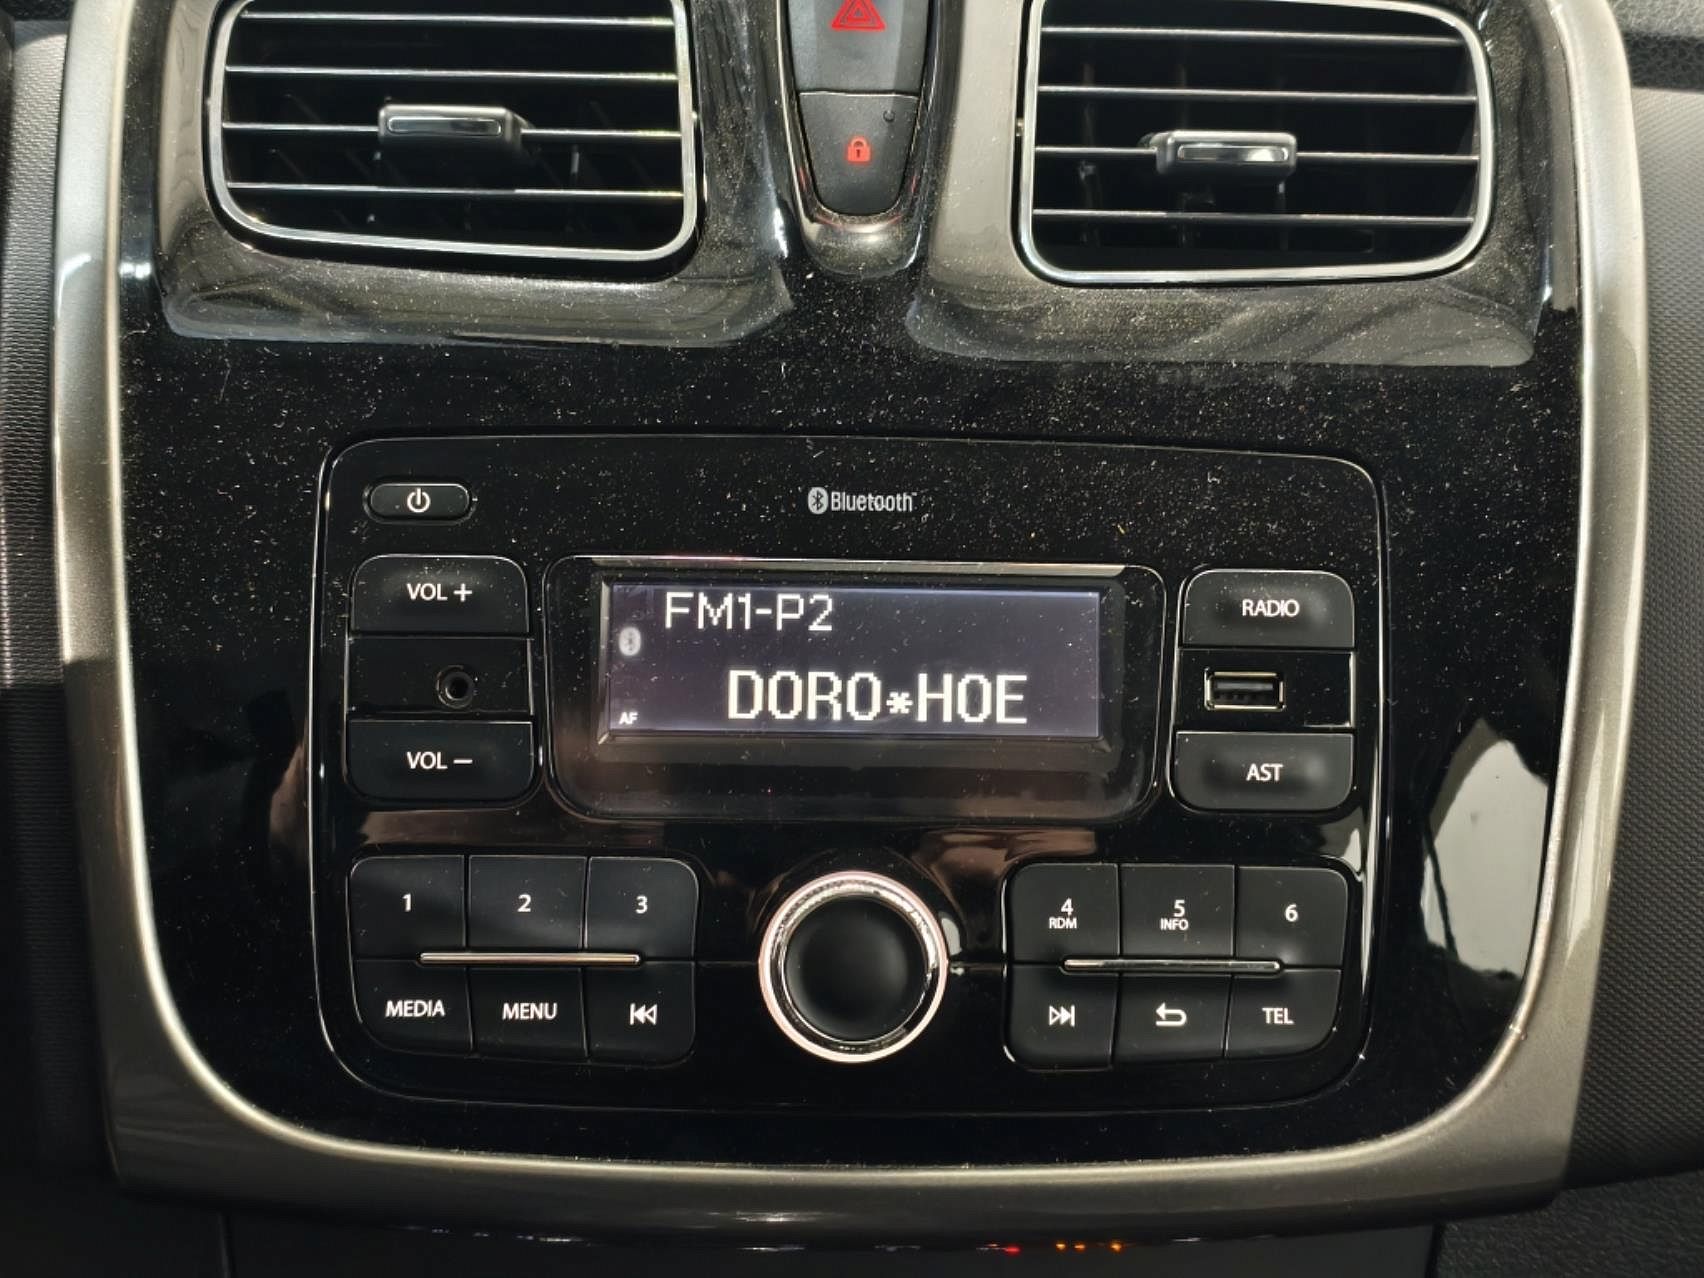 Bluetooth
VOL +
FM1-P2
RADIO
AF
DORO*HOE
VOL –
AST
1
2
3
4
RDM
5
INFO
6
MEDIA
MENU
TEL